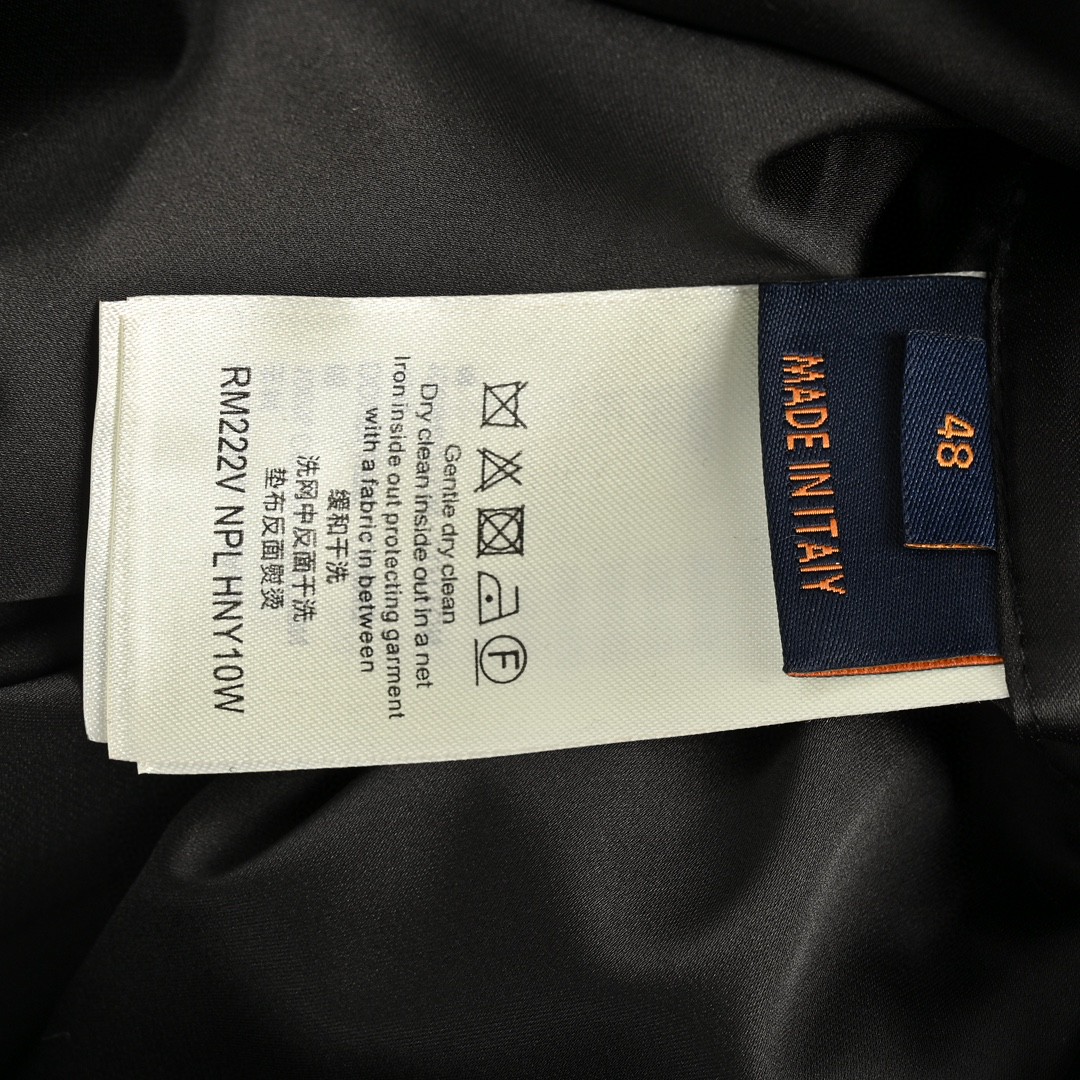 48
MADE IN ITALY
F
Gentle dry clean
Dry clean inside out in a net
Iron inside out protecting garment
with a fabric in between
缓和干洗
洗网中反面干洗
垫布反面熨烫
RM222V NPL HNY10W